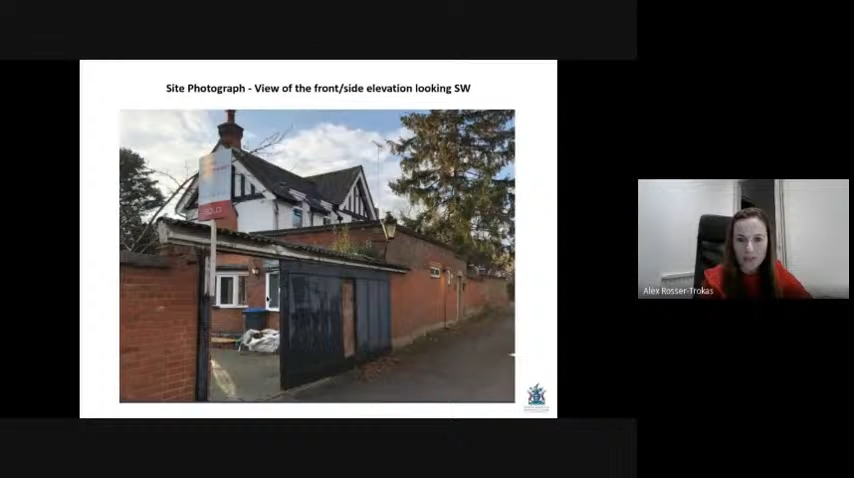 Site Photograph - View of the front/side elevation looking SW
SOLD
Alex Rosser-Trokas